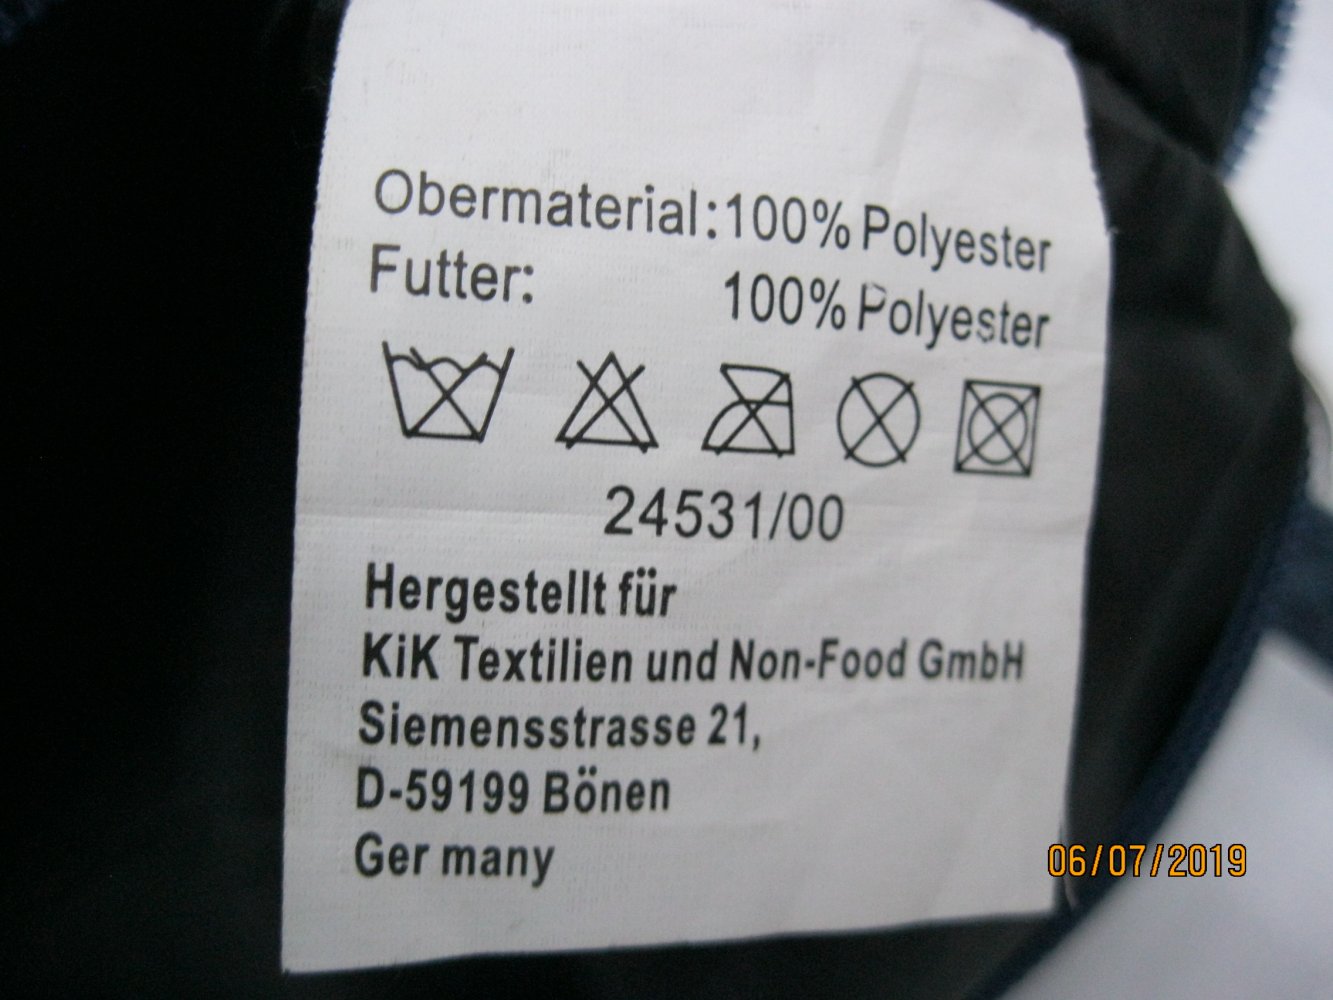 Obermaterial:100% Polyester
Futter: 100% Polyester
24531/00
Hergestellt für
KiK Textilien und Non-Food GmbH
Siemensstrasse 21,
D-59199 Bönen
Ger many
06/07/2019